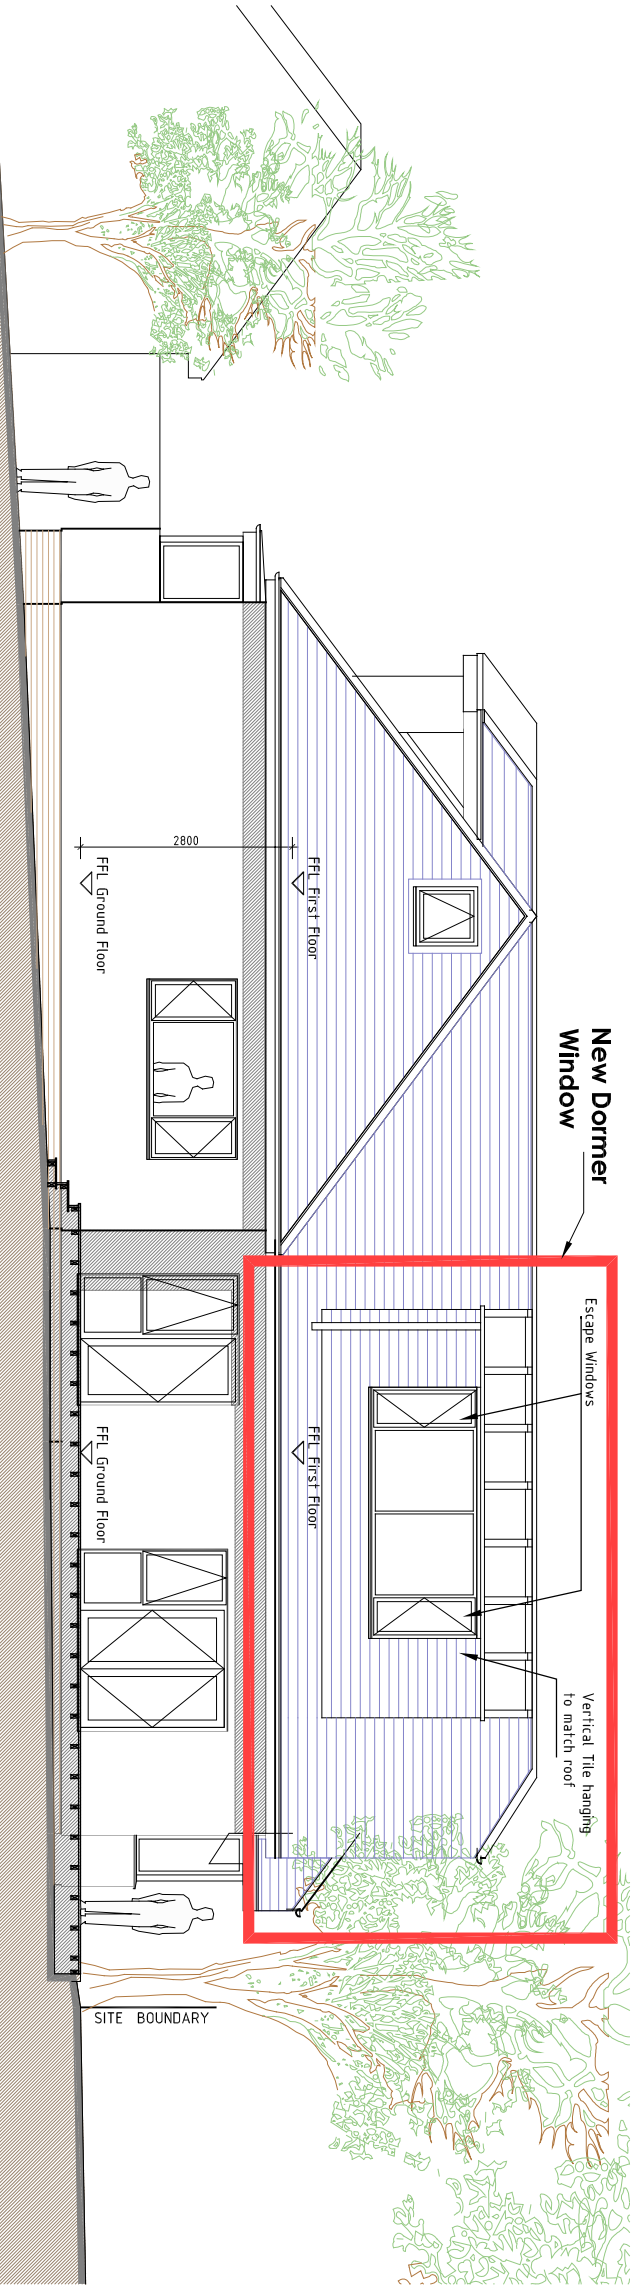 New Dormer
Window
Escape Windows
Vertical Tile hanging
to match roof
FFL First Floor
FFL First Floor
2800
FFL Ground Floor
FFL Ground Floor
SITE BOUNDARY